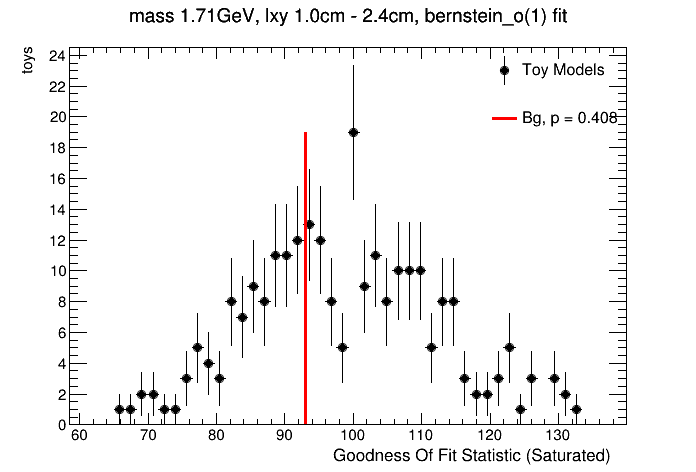 mass 1.71GeV, lxy 1.0cm - 2.4cm, bernstein_o(1) fit
toys
24
22
20
18
16
14
12
10
8
6
4
2
0
Toy Models
Bg, p = 0.408
60 70 80 90 100 110 120 130
Goodness Of Fit Statistic (Saturated)